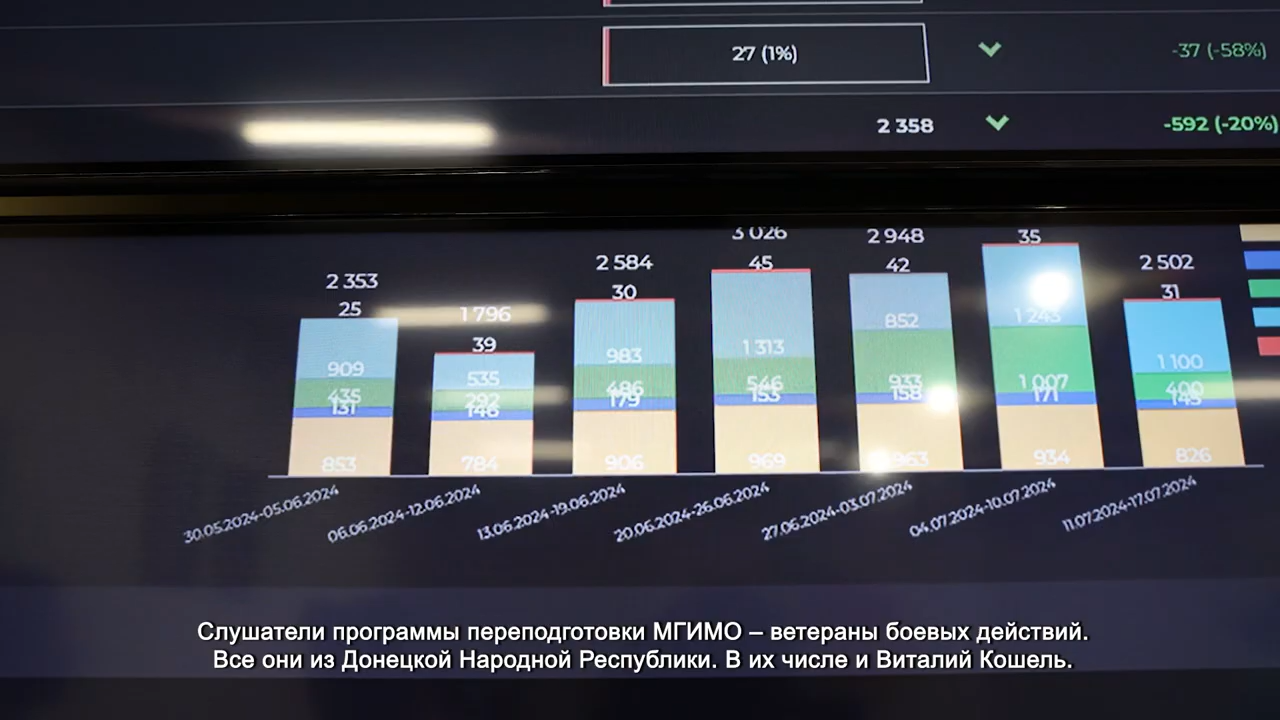 27 (1%) -37 (-58%)
2 358 -592 (-20%)
2 353 1 796 2 584 3 026 2 948 2 502
25 39 30 45 42 35 31
909 535 983 1 313 852 1 243 1 100
435 292 486 546 933 1 007 400
131 146 179 153 158 171 145
853 784 906 969 963 934 826
30.05.2024-05.06.2024 06.06.2024-12.06.2024 13.06.2024-19.06.2024 20.06.2024-26.06.2024 27.06.2024-03.07.2024 04.07.2024-10.07.2024 11.07.2024-17.07.2024
Слушатели программы переподготовки МГИМО – ветераны боевых действий.
Все они из Донецкой Народной Республики. В их числе и Виталий Кошель.